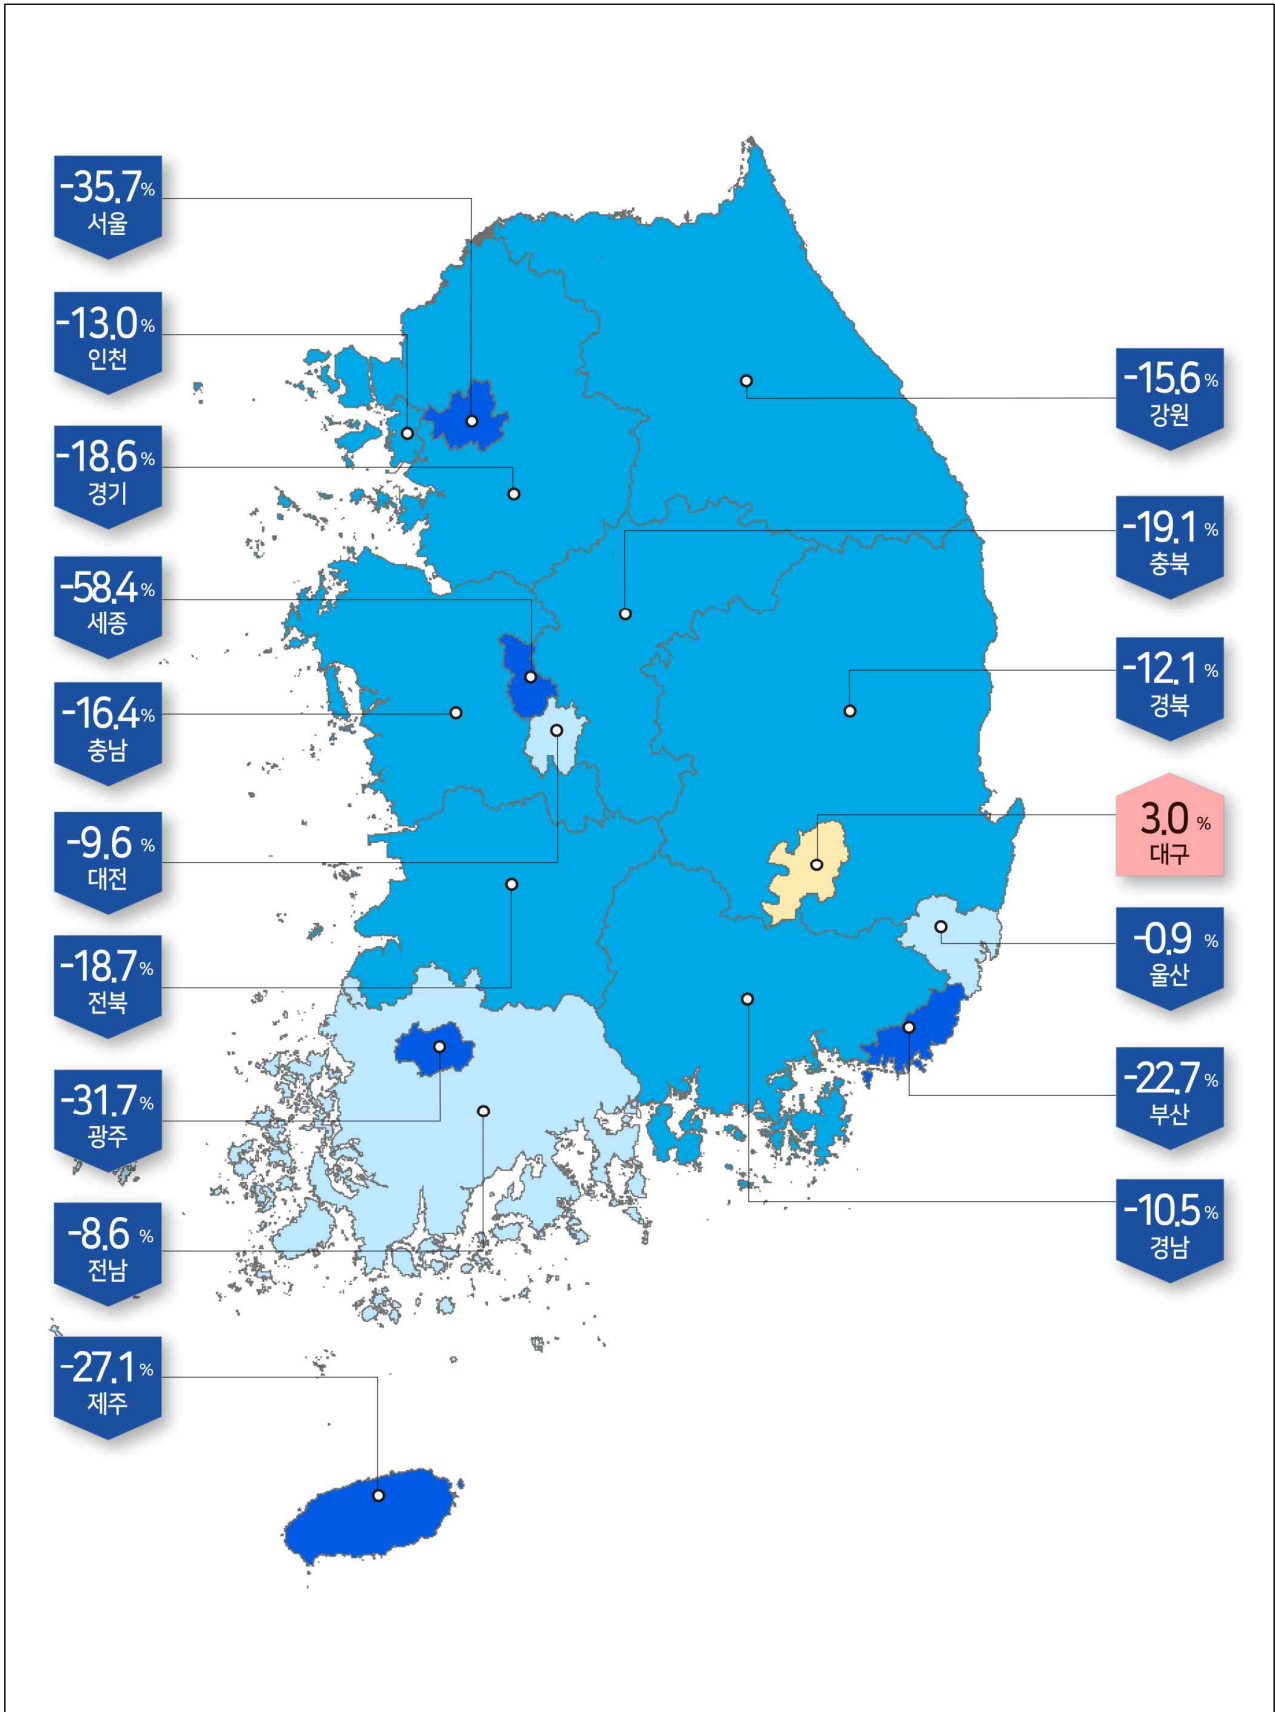 -35.7%
서울
-13.0%
인천
-18.6%
경기
-58.4%
세종
-16.4%
충남
-9.6%
대전
-18.7%
전북
-31.7%
광주
-8.6%
전남
-27.1%
제주
-15.6%
강원
-19.1%
충북
-12.1%
경북
3.0%
대구
-0.9%
울산
-22.7%
부산
-10.5%
경남